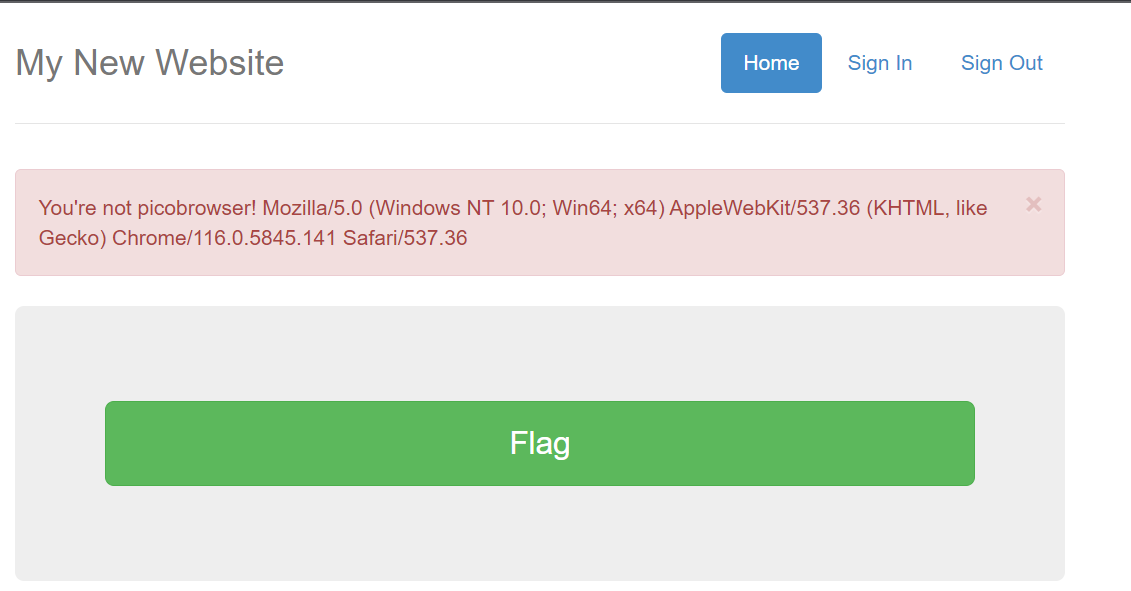 My New Website
Home
Sign In
Sign Out
You're not picobrowser! Mozilla/5.0 (Windows NT 10.0; Win64; x64) AppleWebKit/537.36 (KHTML, like
Gecko) Chrome/116.0.5845.141 Safari/537.36
×
Flag